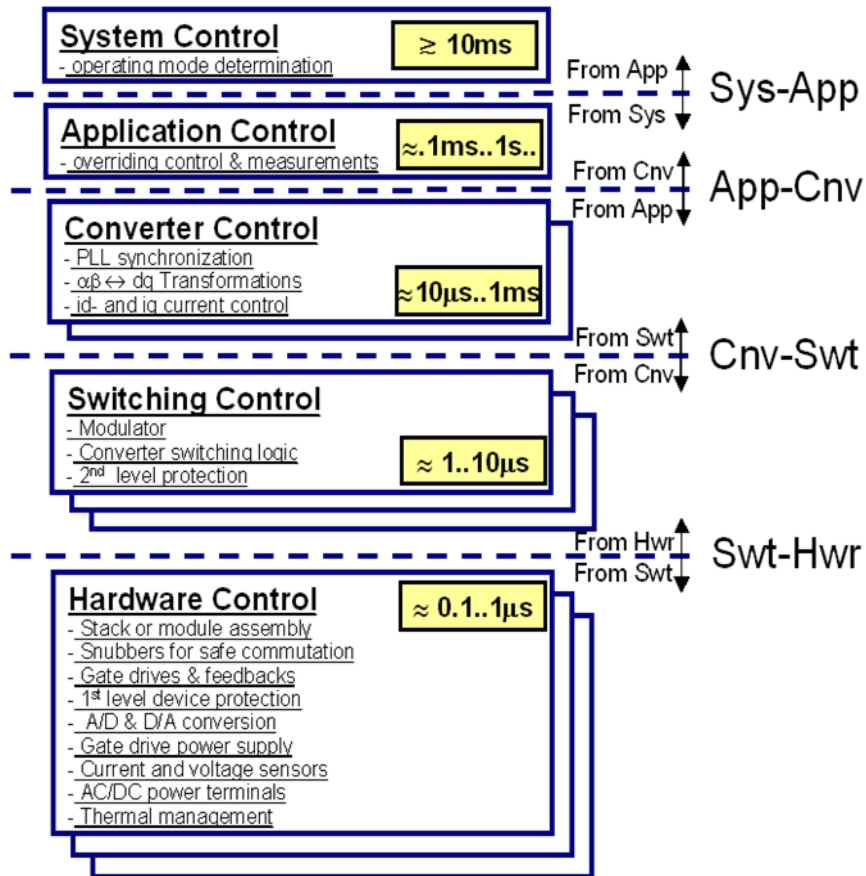 System Control
≳ 10ms
- operating mode determination
From App
Sys-App
From Sys
Application Control
≈.1ms..1s..
- overriding control & measurements
From Cnv
App-Cnv
From App
Converter Control
- PLL synchronization
- αβ ↔ dq Transformations
≈10μs..1ms
- id- and iq current control
From Swt
Cnv-Swt
From Cnv
Switching Control
- Modulator
- Converter switching logic
≈ 1..10μs
- 2nd level protection
From Hwr
Swt-Hwr
From Swt
Hardware Control
≈ 0.1..1μs
- Stack or module assembly
- Snubbers for safe commutation
- Gate drives & feedbacks
- 1st level device protection
- A/D & D/A conversion
- Gate drive power supply
- Current and voltage sensors
- AC/DC power terminals
- Thermal management